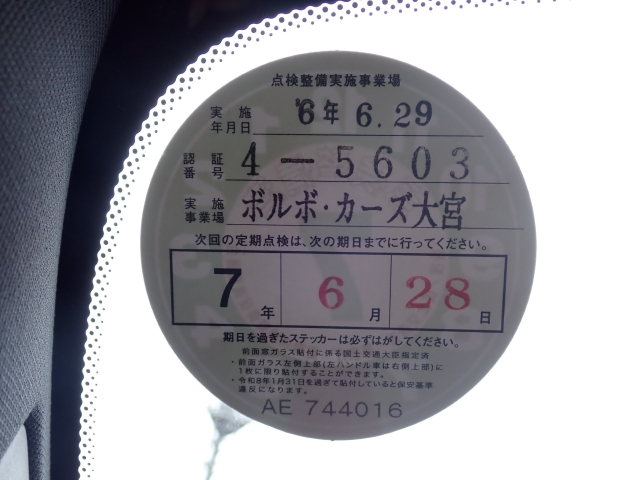 点検整備実施事業場
実施年月日 '6年 6.29
認証番号 4-5603
実施事業場 ボルボ・カーズ大宮
次回の定期点検は、次の期日までに行ってください。
7年 6月 28日
期日を過ぎたステッカーは必ずはがしてください。
前面窓ガラス貼付に係る国土交通大臣指定済
・前面ガラス左側上部(左ハンドル車は右側上部)に
1枚に限り貼付することができます。
・令和8年1月31日を過ぎて貼付していると保安基準
違反になります。
AE 744016